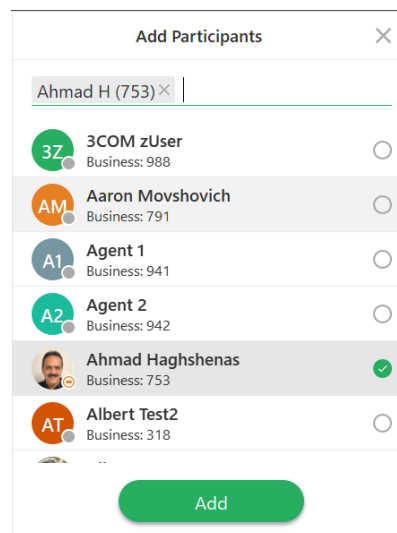 Add Participants
Ahmad H (753)
3Z
3COM zUser
Business: 988
AM
Aaron Movshovich
Business: 791
A1
Agent 1
Business: 941
A2
Agent 2
Business: 942
Ahmad Haghshenas
Business: 753
AT
Albert Test2
Business: 318
Add